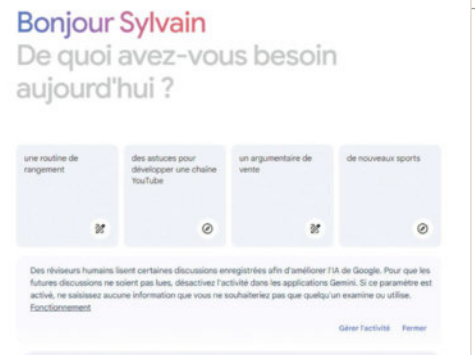 Bonjour Sylvain
De quoi avez-vous besoin
aujourd'hui ?
une routine de
rangement
des astuces pour
développer une chaîne
YouTube
un argumentaire de
vente
de nouveaux sports
Des réviseurs humains lisent certaines discussions enregistrées afin d'améliorer l'IA de Google. Pour que les
futures discussions ne soient pas lues, désactivez l'activité dans les applications Gemini. Si ce paramètre est
activé, ne saisissez aucune information que vous ne souhaiteriez pas que quelqu'un examine ou utilise.
Fonctionnement
Gérer l'activité Fermer